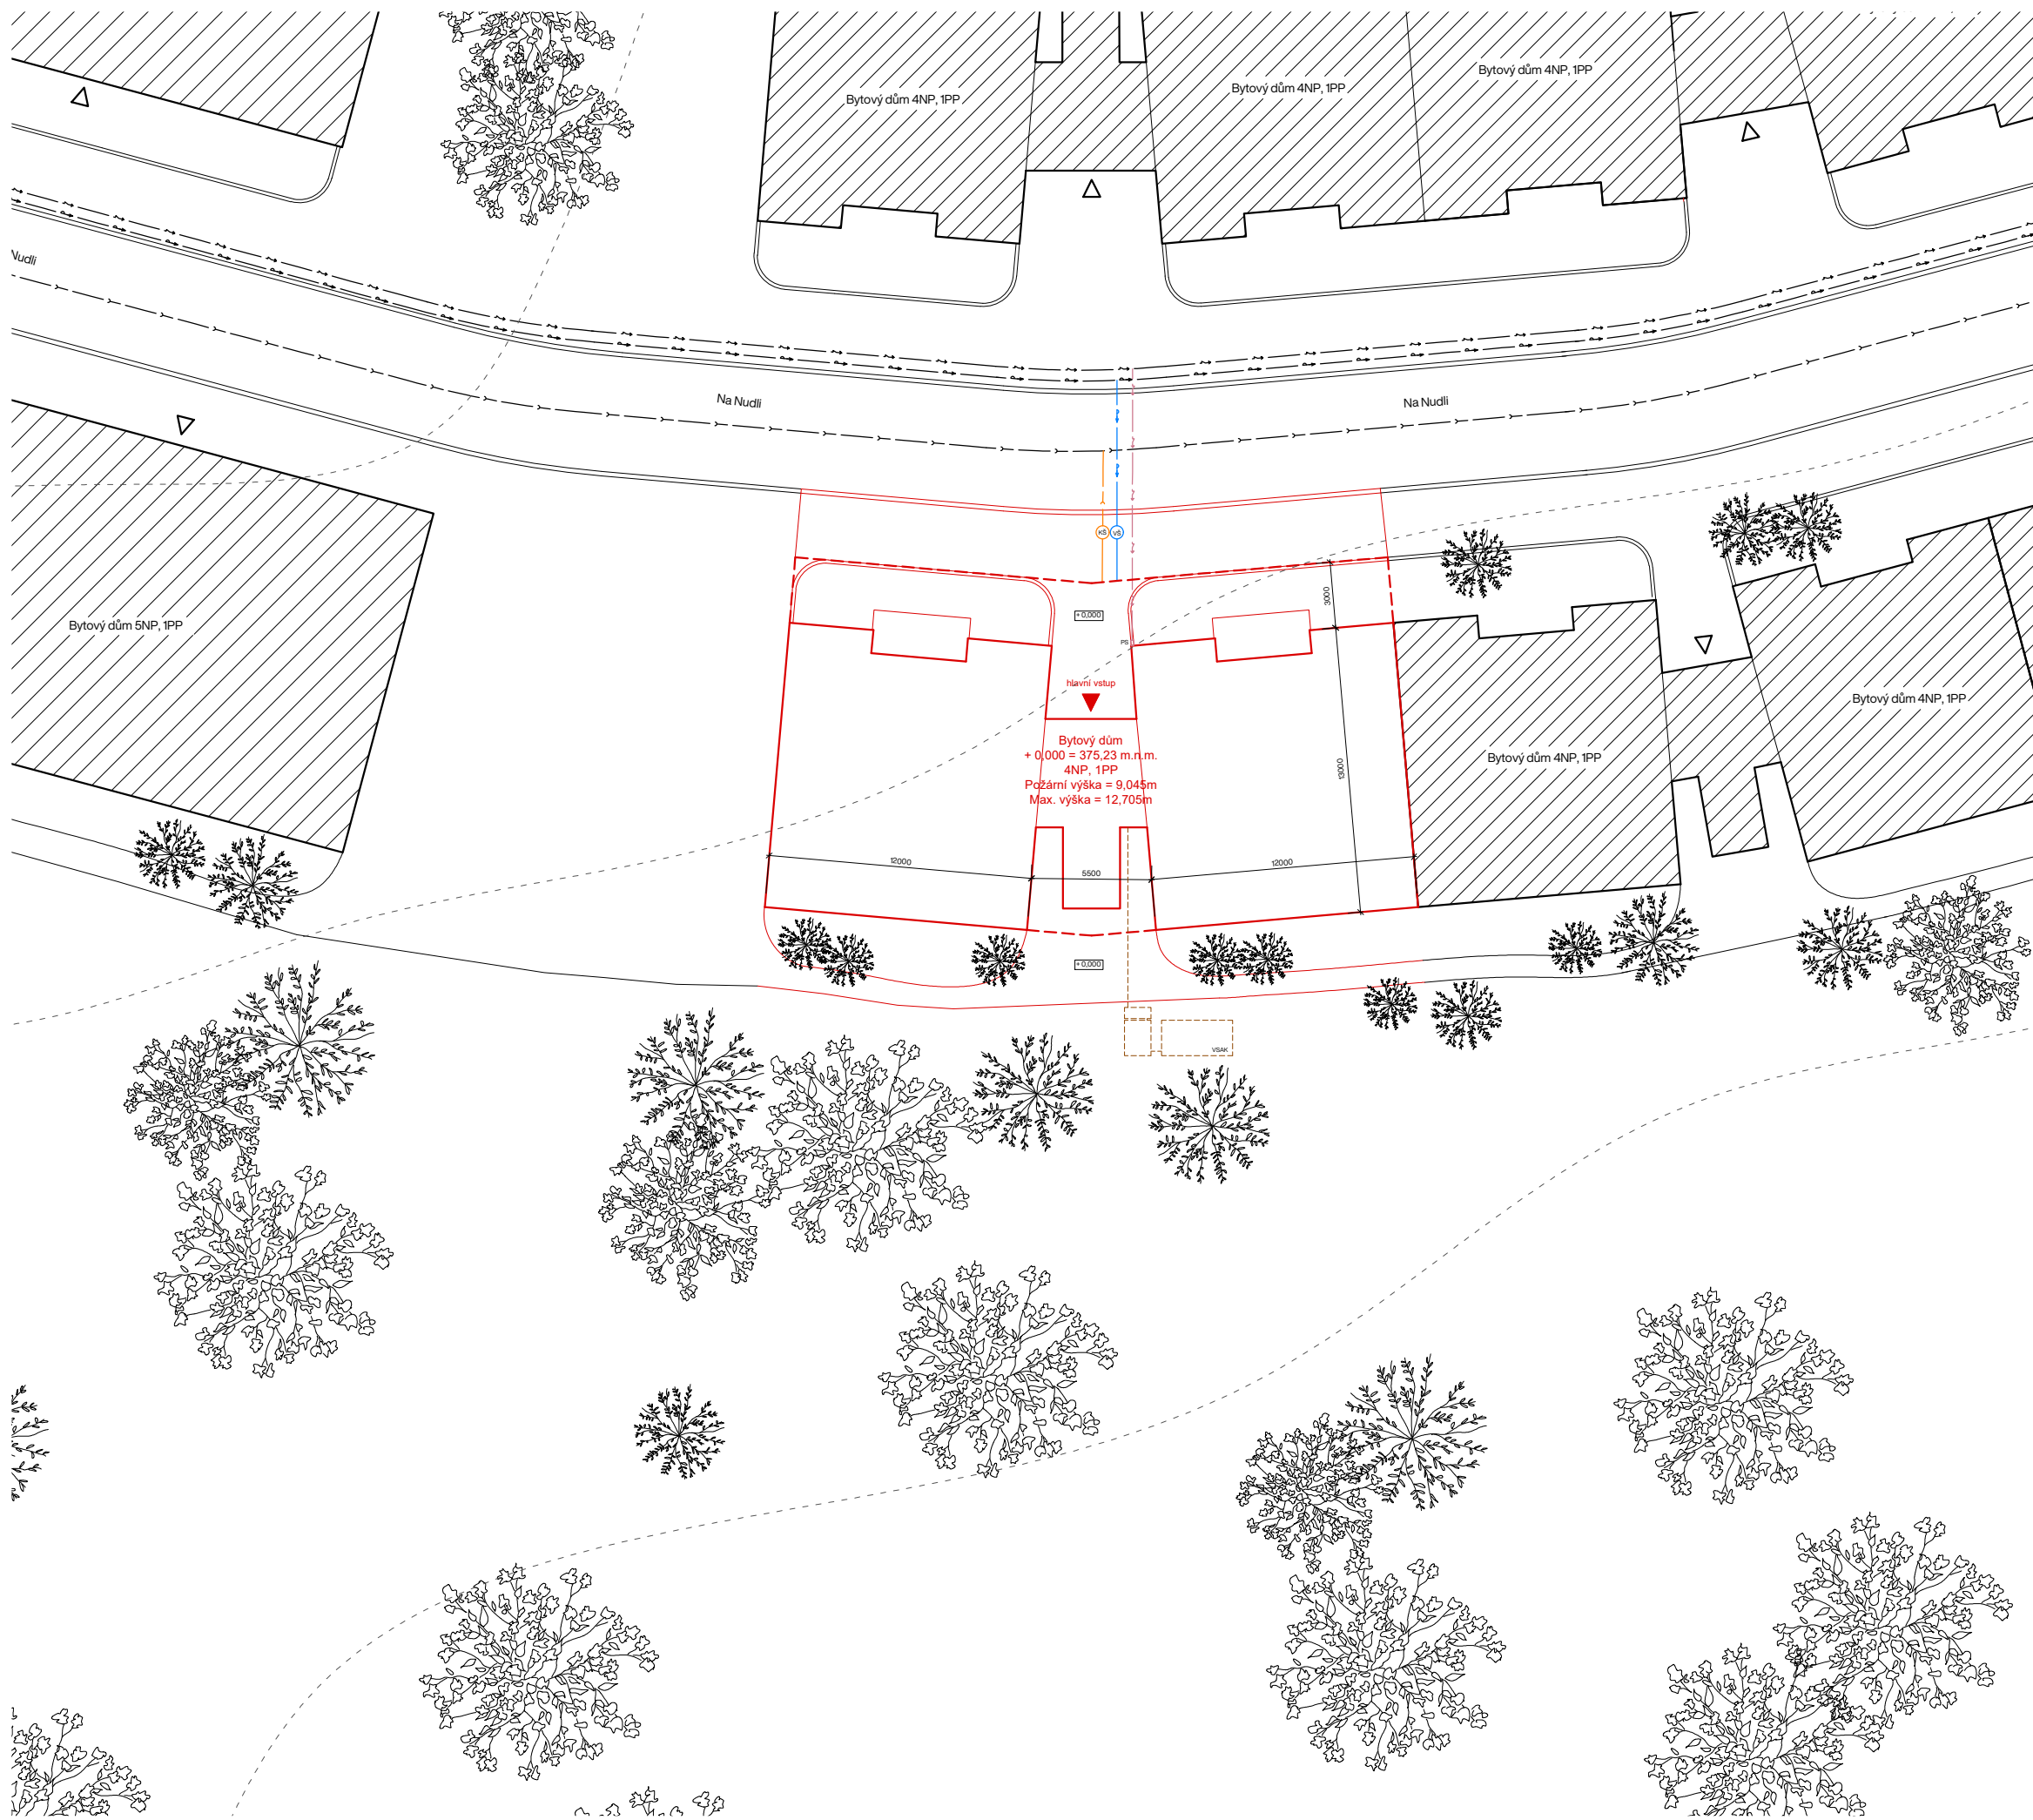 Bytový dům 4NP, 1PP
Bytový dům 4NP, 1PP
Bytový dům 4NP, 1PP
Nudli
Na Nudli
Na Nudli
KŠ
VŠ
3000
+0,000
PS
Bytový dům 5NP, 1PP
hlavní vstup
Bytový dům 4NP, 1PP
Bytový dům
+ 0,000 = 375,23 m.n.m.
4NP, 1PP
Požární výška = 9,045m
Max. výška = 12,705m
Bytový dům 4NP, 1PP
13000
12000
5500
12000
+0,000
VSAK